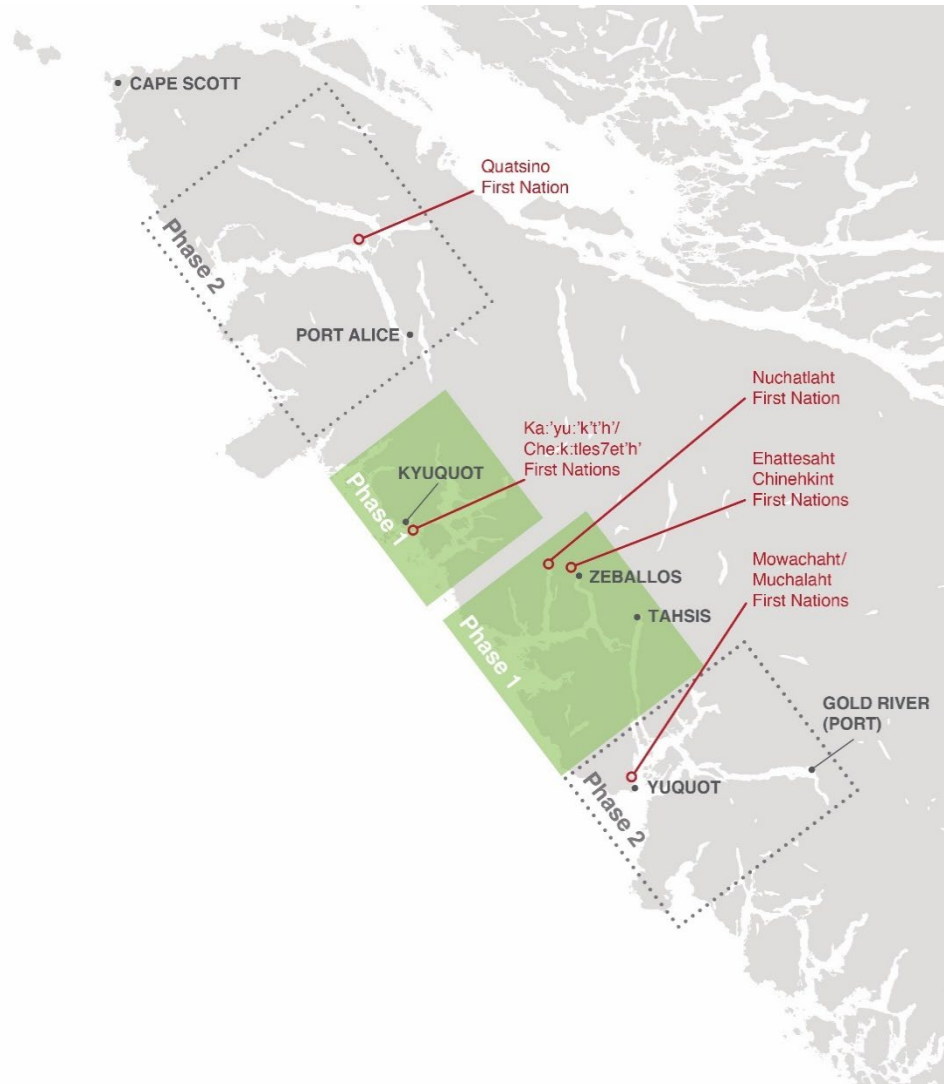 CAPE SCOTT
Quatsino
First Nation
Phase 2
PORT ALICE
Nuchatlaht
First Nation
Ka:'yu:'k't'h'/
Che:k:tles7et'h'
First Nations
KYUQUOT
Phase 1
Ehattesaht
Chinehkint
First Nations
ZEBALLOS
Mowachaht/
Muchalaht
First Nations
TAHSIS
Phase 1
GOLD RIVER
(PORT)
YUQUOT
Phase 2